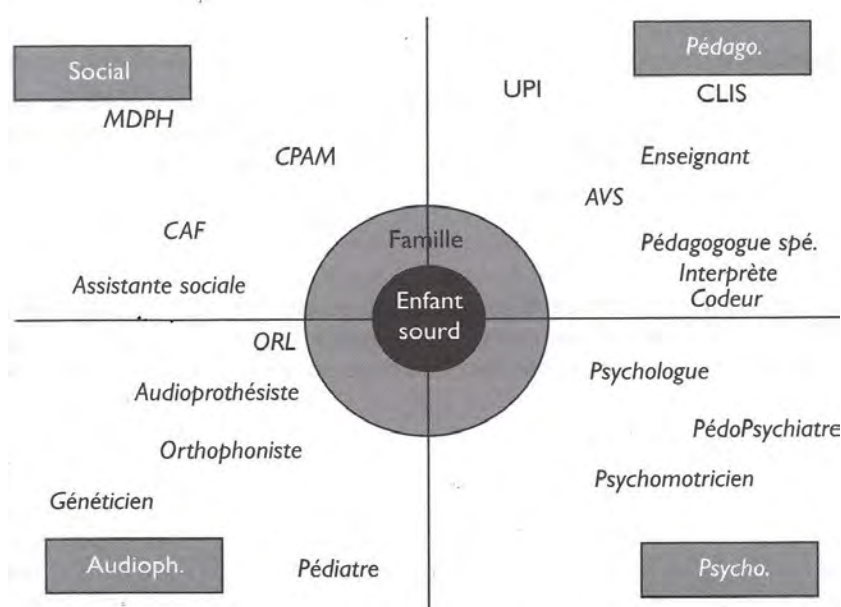 Social
MDPH
CPAM
CAF
Assistante sociale
Pédago.
UPI
CLIS
Enseignant
AVS
Pédagogogue spé.
Interprète
Codeur
Famille
Enfant
sourd
ORL
Audioprothésiste
Orthophoniste
Généticien
Audioph.
Pédiatre
Psychologue
PédoPsychiatre
Psychomotricien
Psycho.